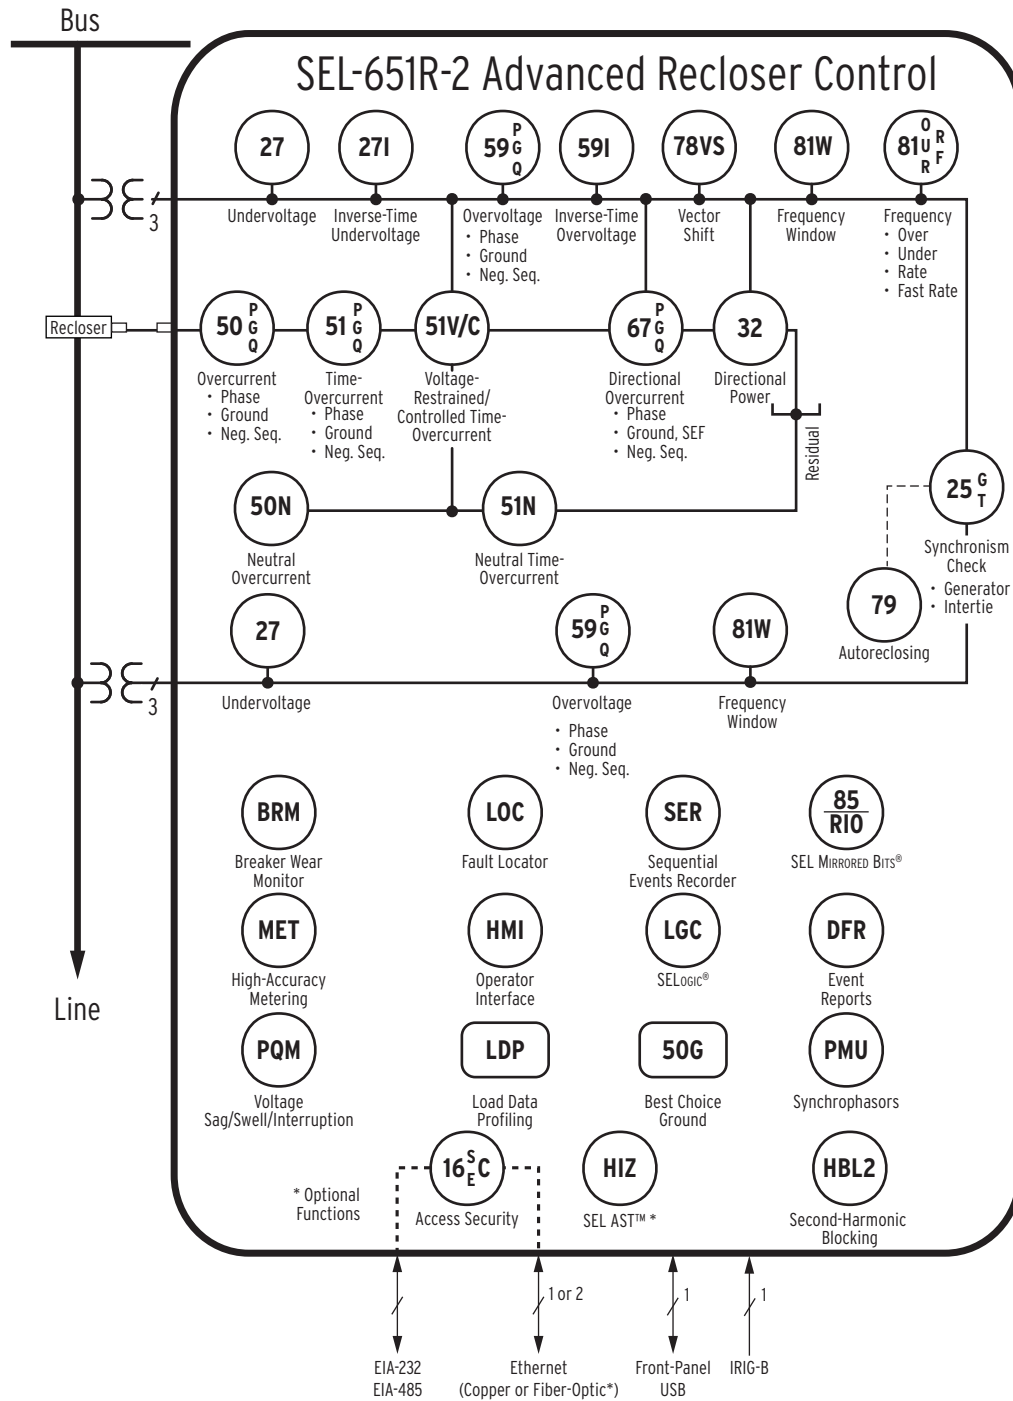 Bus
SEL-651R-2 Advanced Recloser Control
27
27I
59 P G Q
59I
78VS
81W
81 O U R R F
3
Undervoltage
Inverse-Time
Undervoltage
Overvoltage
• Phase
• Ground
• Neg. Seq.
Inverse-Time
Overvoltage
Vector
Shift
Frequency
Window
Frequency
• Over
• Under
• Rate
• Fast Rate
Recloser
50 P G Q
51 P G Q
51V/C
67 P G Q
32
Overcurrent
• Phase
• Ground
• Neg. Seq.
Time-
Overcurrent
• Phase
• Ground
• Neg. Seq.
Voltage-
Restrained/
Controlled Time-
Overcurrent
Directional
Overcurrent
• Phase
• Ground, SEF
• Neg. Seq.
Directional
Power
Residual
50N
51N
25 G T
Neutral
Overcurrent
Neutral Time-
Overcurrent
Synchronism
Check
• Generator
• Intertie
79
Autoreclosing
27
59 P G Q
81W
3
Undervoltage
Overvoltage
• Phase
• Ground
• Neg. Seq.
Frequency
Window
BRM
LOC
SER
85
RIO
Breaker Wear
Monitor
Fault Locator
Sequential
Events Recorder
SEL MIRRORED BITS®
MET
HMI
LGC
DFR
High-Accuracy
Metering
Operator
Interface
SELOGIC®
Event
Reports
Line
PQM
LDP
50G
PMU
Voltage
Sag/Swell/Interruption
Load Data
Profiling
Best Choice
Ground
Synchrophasors
16 S E C
HIZ
HBL2
* Optional
Functions
Access Security
SEL AST™ *
Second-Harmonic
Blocking
1 or 2
1
1
EIA-232
EIA-485
Ethernet
(Copper or Fiber-Optic*)
Front-Panel
USB
IRIG-B